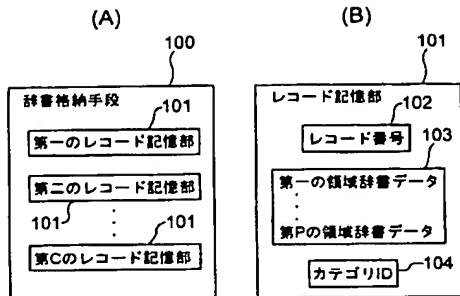 (A)
100
辞書格納手段
101
第一のレコード記憶部
第二のレコード記憶部
101
101
第Cのレコード記憶部
(B)
101
レコード記憶部
102
レコード番号
103
第一の領域辞書データ
第Pの領域辞書データ
カテゴリID
104